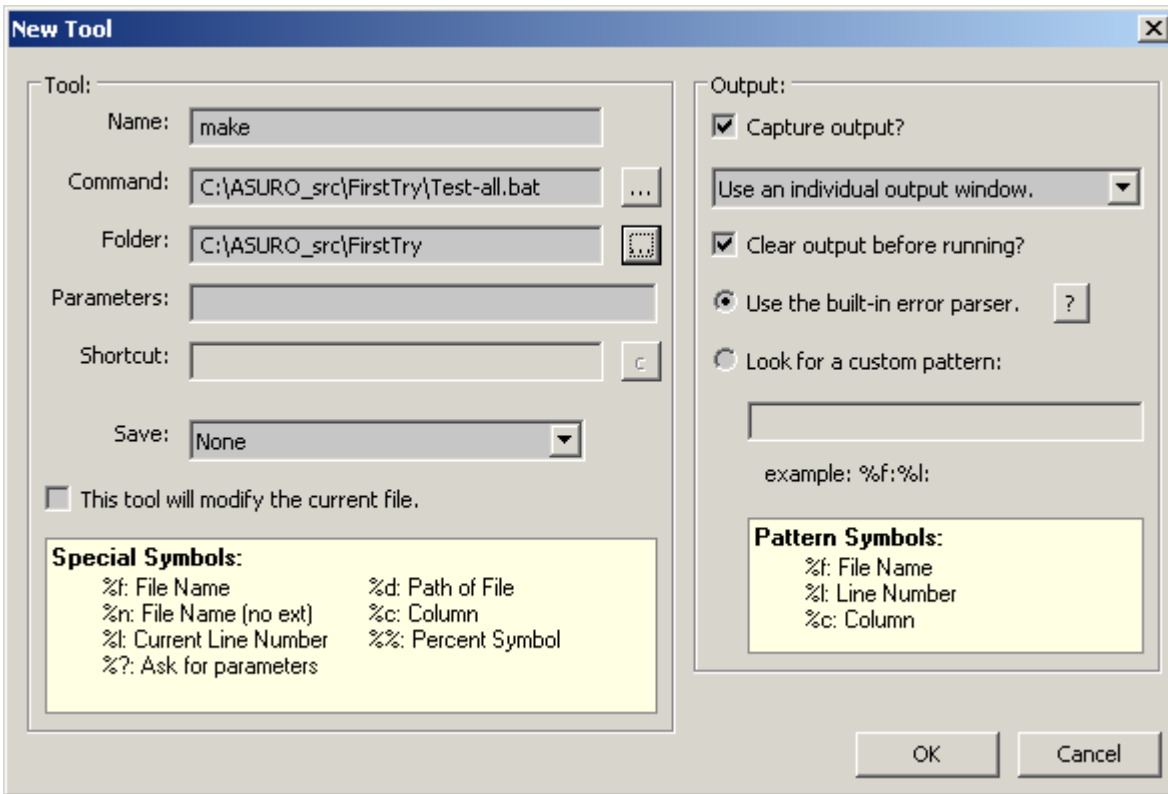 New Tool
Tool:
Name: make
Command: C:\ASURO_src\FirstTry\Test-all.bat ...
Folder: C:\ASURO_src\FirstTry ...
Parameters:
Shortcut: c
Save: None
This tool will modify the current file.
Special Symbols:
%f: File Name %d: Path of File
%n: File Name (no ext) %c: Column
%l: Current Line Number %%: Percent Symbol
%?: Ask for parameters
Output:
Capture output?
Use an individual output window.
Clear output before running?
Use the built-in error parser. ?
Look for a custom pattern:
example: %f:%l:
Pattern Symbols:
%f: File Name
%l: Line Number
%c: Column
OK Cancel